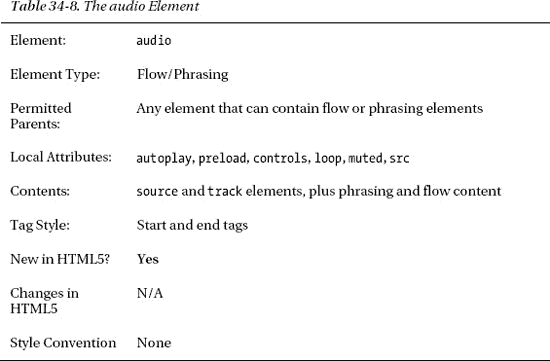 Table 34-8. The audio Element
Element: audio
Element Type: Flow/Phrasing
Permitted Any element that can contain flow or phrasing elements
Parents:
Local Attributes: autoplay, preload, controls, loop, muted, src
Contents: source and track elements, plus phrasing and flow content
Tag Style: Start and end tags
New in HTML5? Yes
Changes in N/A
HTML5
Style Convention None